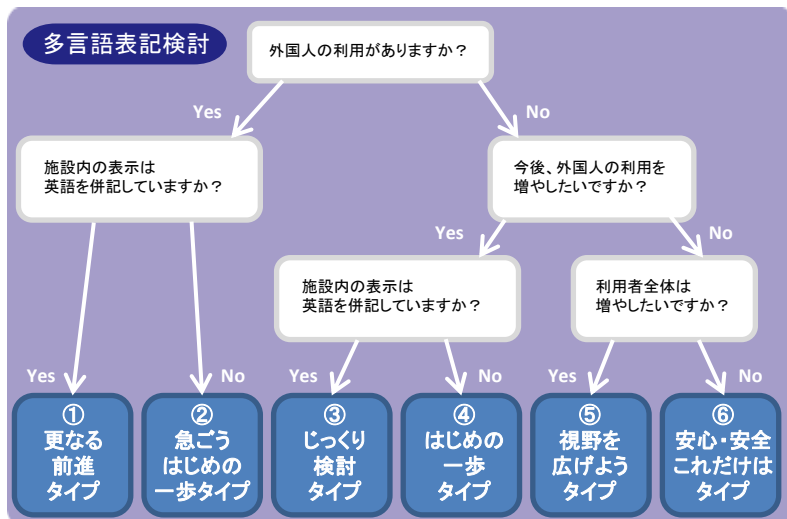 多言語表記検討
外国人の利用がありますか？
Yes
No
施設内の表示は
英語を併記していますか？
今後、外国人の利用を
増やしたいですか？
Yes
No
施設内の表示は
英語を併記していますか？
利用者全体は
増やしたいですか？
Yes
No
Yes
No
Yes
No
①
更なる
前進
タイプ
②
急ごう
はじめの
一歩タイプ
③
じっくり
検討
タイプ
④
はじめの
一歩
タイプ
⑤
視野を
広げよう
タイプ
⑥
安心・安全
これだけは
タイプ